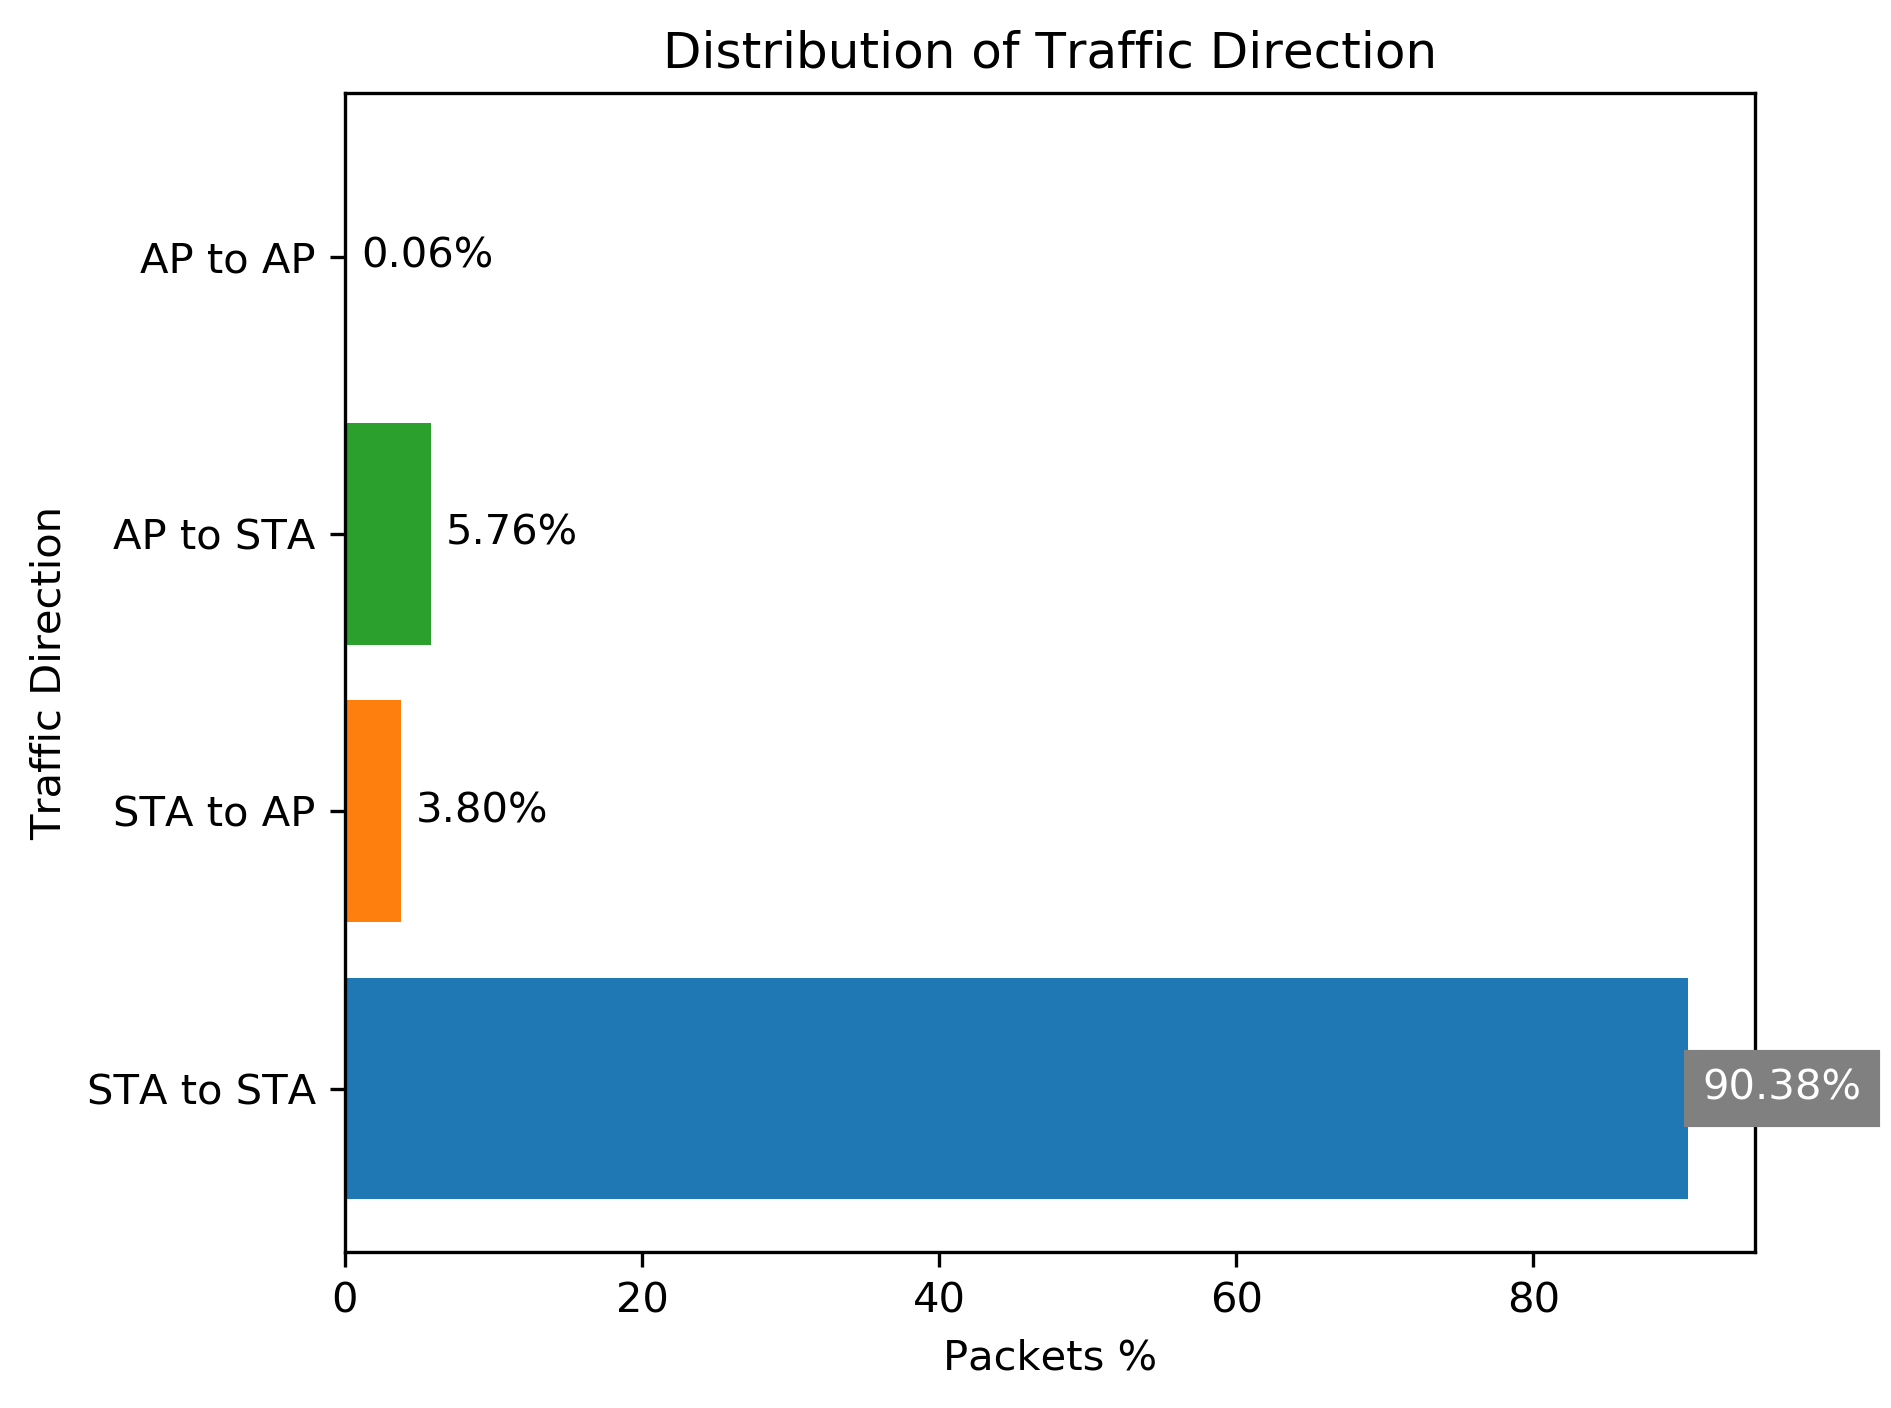 Distribution of Traffic Direction
Traffic Direction
AP to AP 0.06%
AP to STA 5.76%
STA to AP 3.80%
STA to STA 90.38%
0 20 40 60 80
Packets %